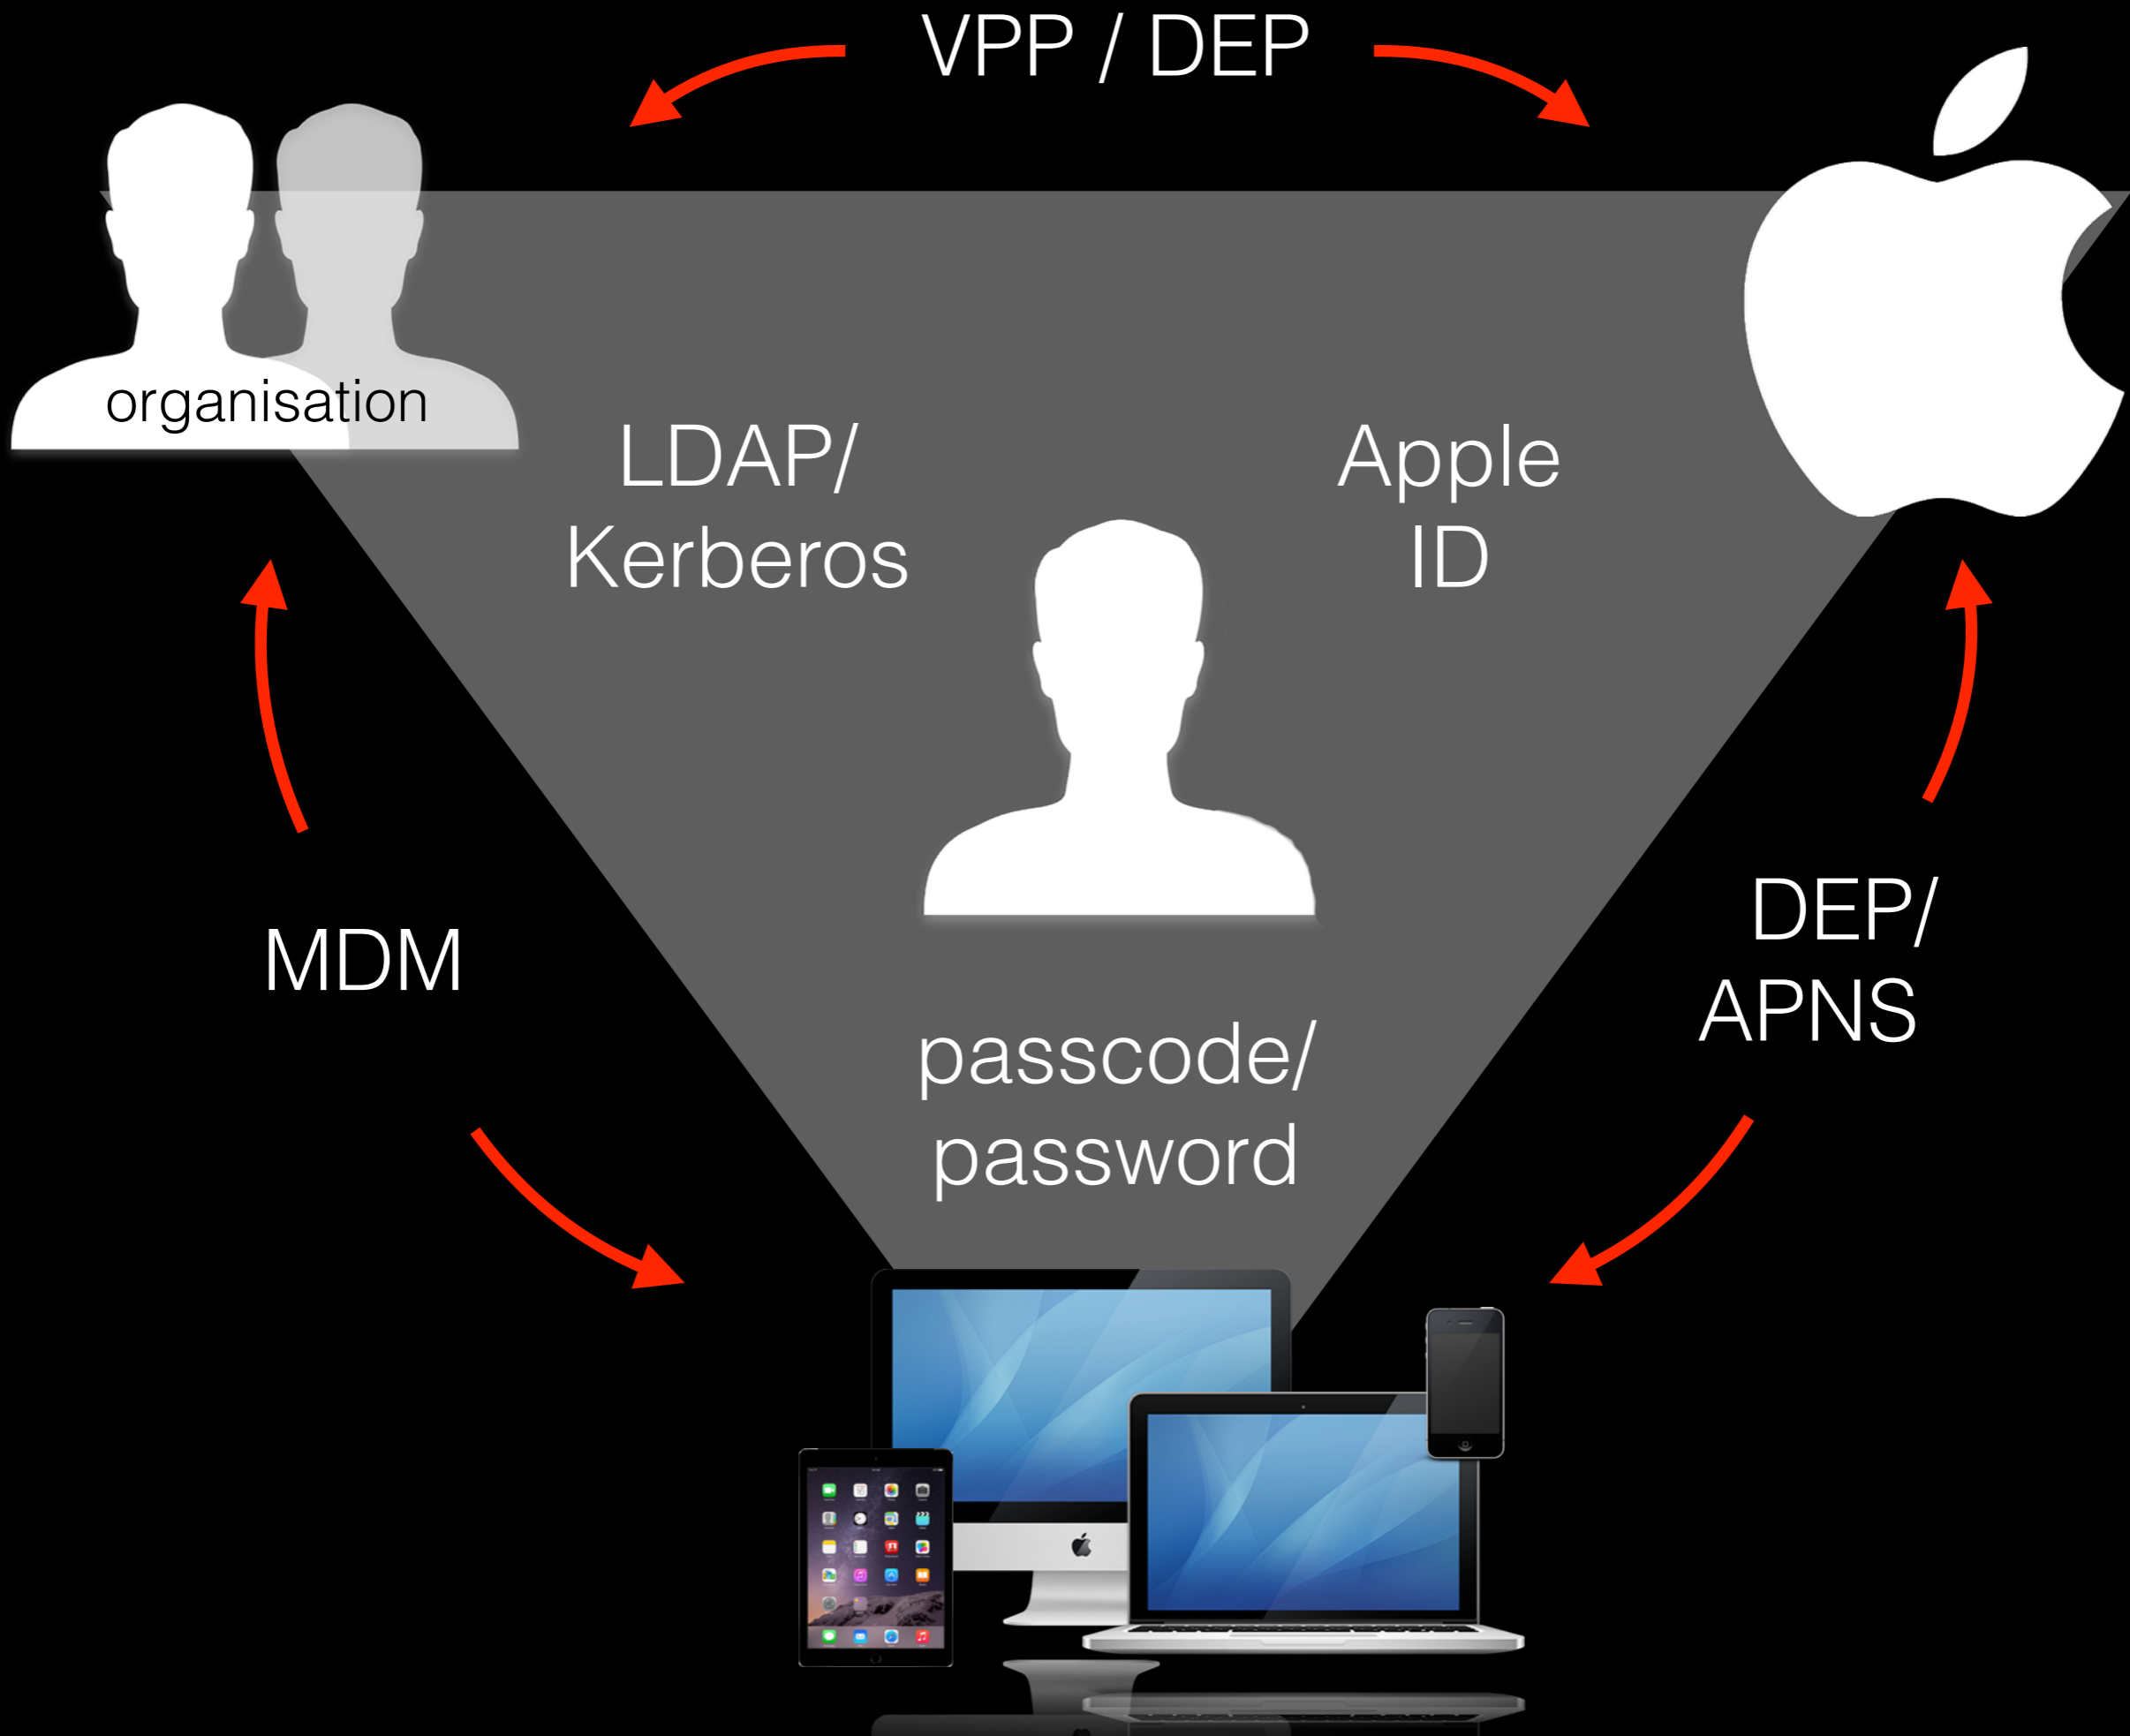 VPP / DEP
organisation
LDAP/
Kerberos
Apple
ID
MDM
DEP/
APNS
passcode/
password